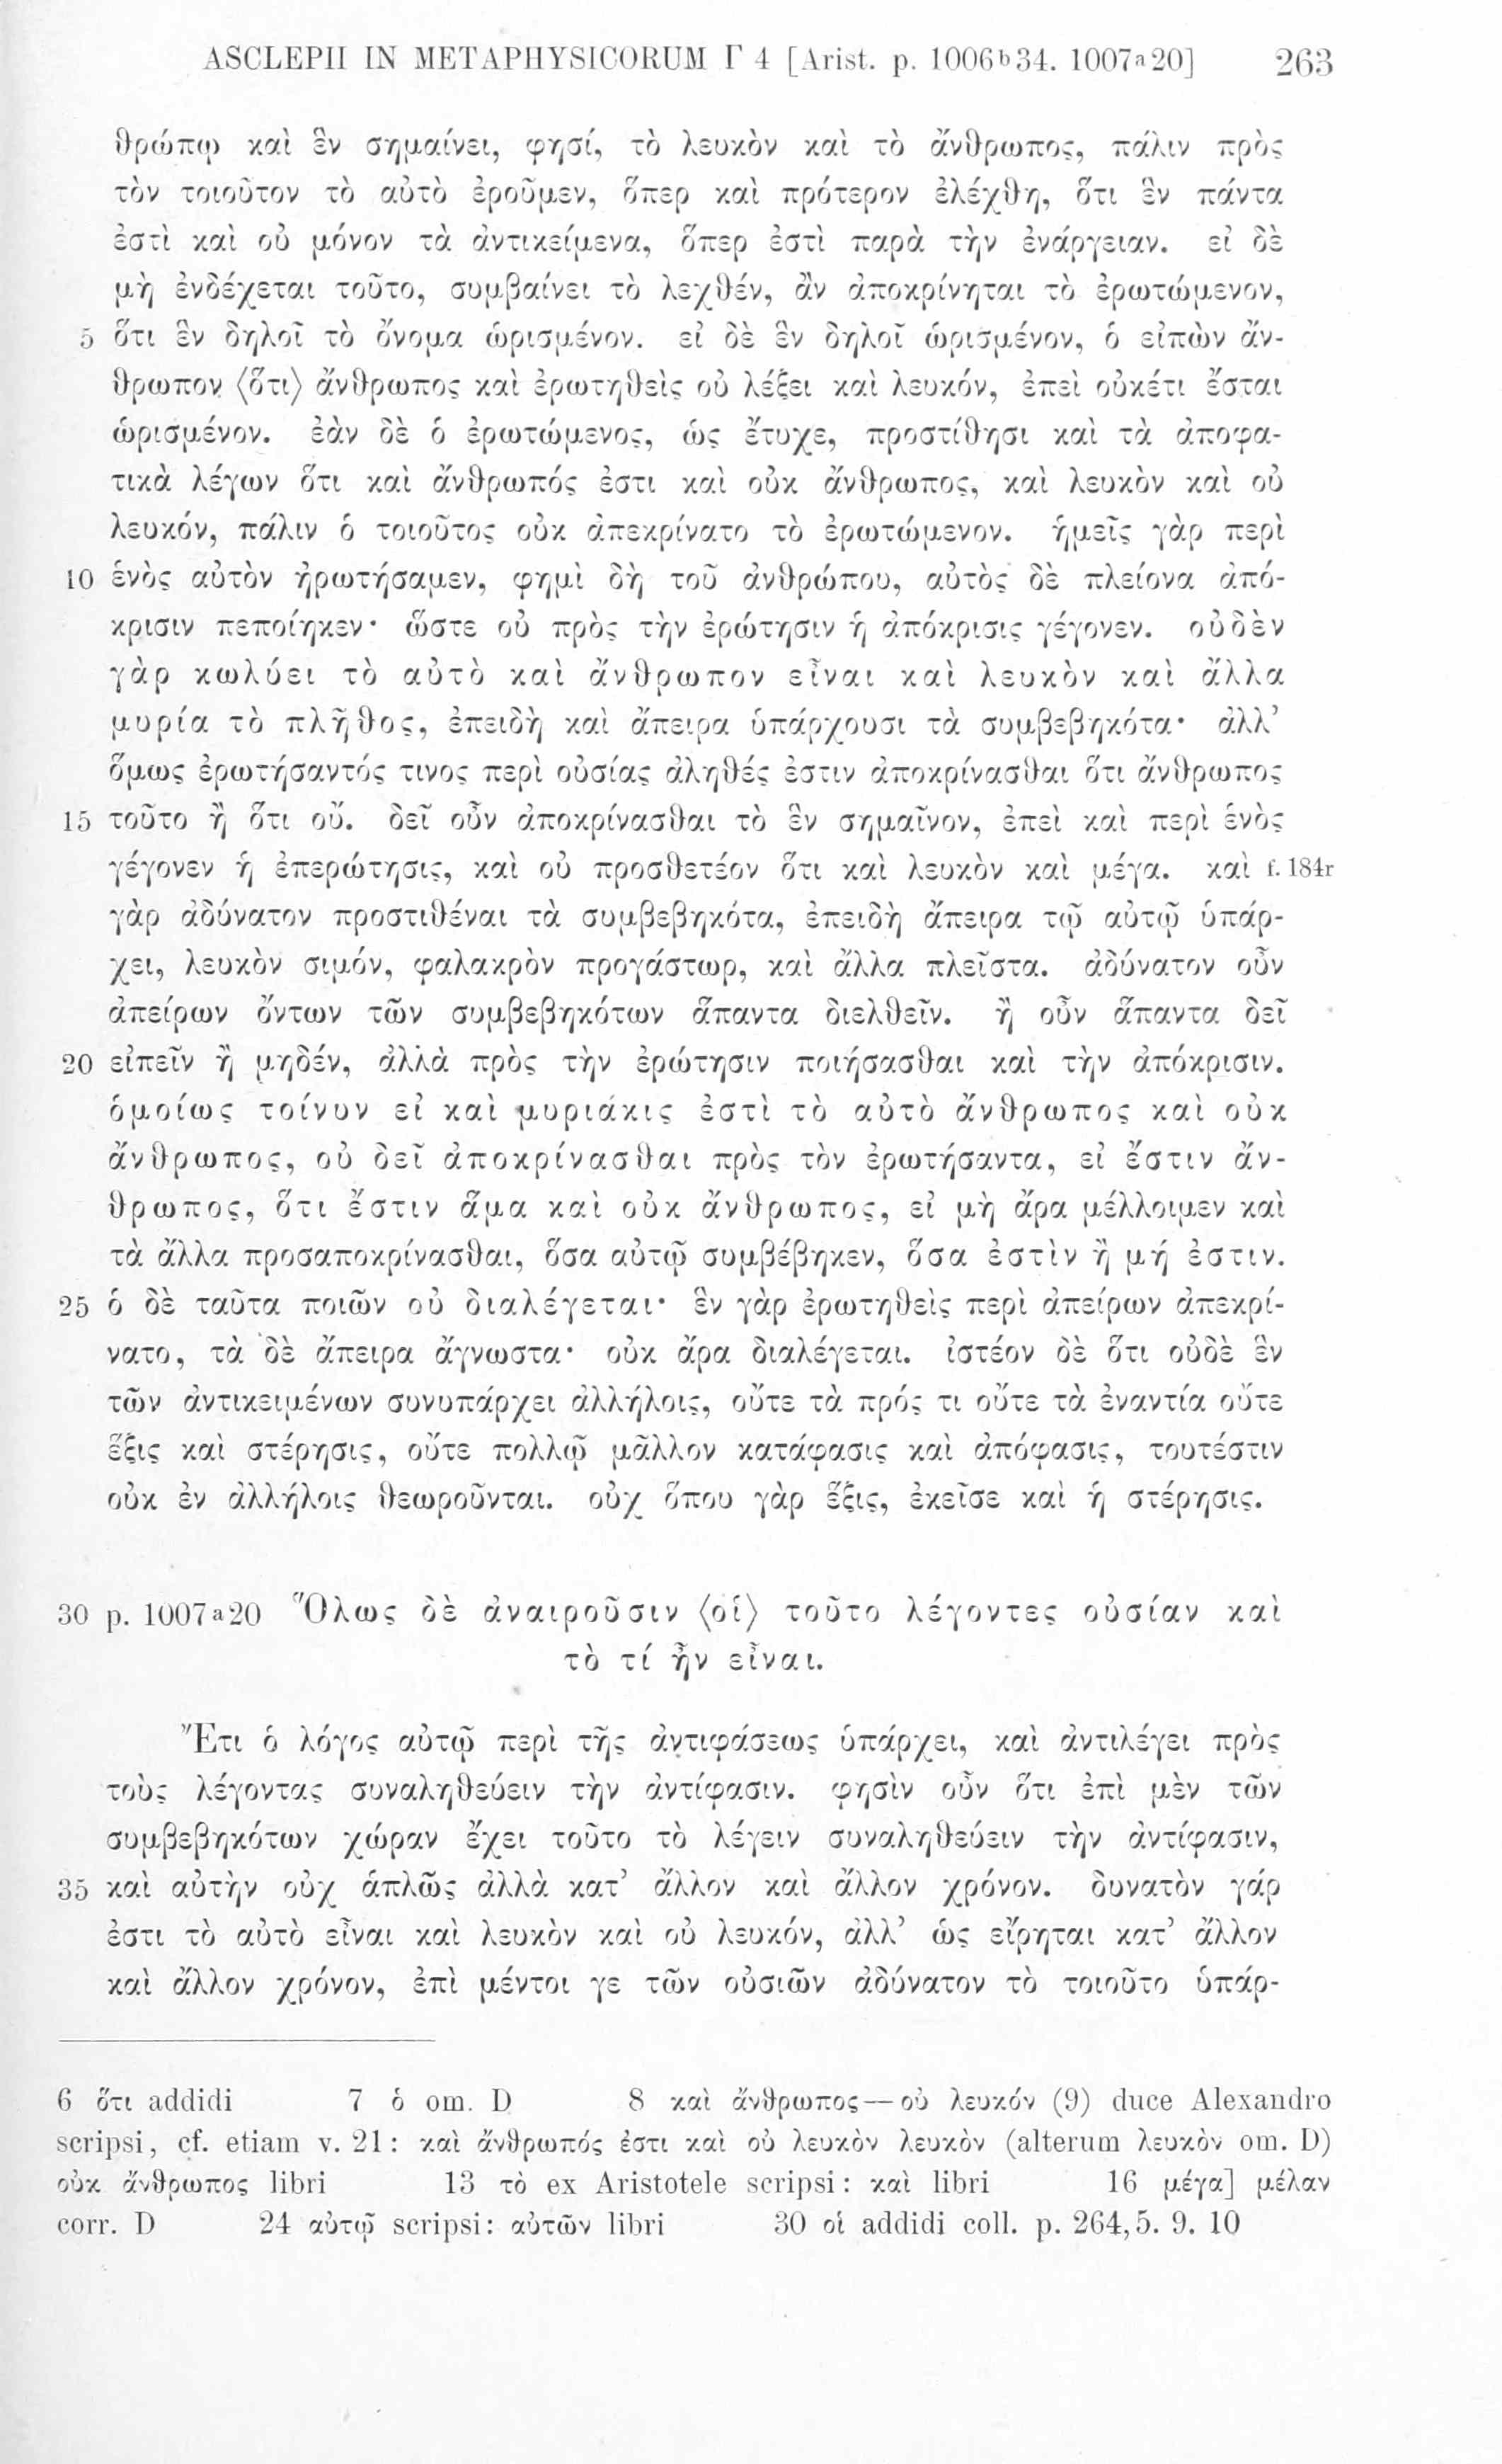 ASCLEPII IN METAPHYSICORUM Γ 4 [Arist. p. 1006ᵇ34. 1007ᵃ20] 263
θρώπῳ καὶ ἓν σημαίνει, φησί, τὸ λευκὸν καὶ τὸ ἄνθρωπος, πάλιν πρὸς
τὸν τοιοῦτον τὸ αὐτὸ ἐροῦμεν, ὅπερ καὶ πρότερον ἐλέχθη, ὅτι ἓν πάντα
ἐστὶ καὶ οὐ μόνον τὰ ἀντικείμενα, ὅπερ ἐστὶ παρὰ τὴν ἐνάργειαν. εἰ δὲ
μὴ ἐνδέχεται τοῦτο, συμβαίνει τὸ λεχθέν, ἂν ἀποκρίνηται τὸ ἐρωτώμενον,
5 ὅτι ἓν δηλοῖ τὸ ὄνομα ὡρισμένον. εἰ δὲ ἓν δηλοῖ ὡρισμένον, ὁ εἰπὼν ἄν-
θρωπον ⟨ὅτι⟩ ἄνθρωπος καὶ ἐρωτηθεὶς οὐ λέξει καὶ λευκόν, ἐπεὶ οὐκέτι ἔσται
ὡρισμένον. ἐὰν δὲ ὁ ἐρωτώμενος, ὡς ἔτυχε, προστίθησι καὶ τὰ ἀποφα-
τικὰ λέγων ὅτι καὶ ἄνθρωπός ἐστι καὶ οὐκ ἄνθρωπος, καὶ λευκὸν καὶ οὐ
λευκόν, πάλιν ὁ τοιοῦτος οὐκ ἀπεκρίνατο τὸ ἐρωτώμενον. ἡμεῖς γὰρ περὶ
10 ἑνὸς αὐτὸν ἠρωτήσαμεν, φημὶ δὴ τοῦ ἀνθρώπου, αὐτὸς δὲ πλείονα ἀπό-
κρισιν πεποίηκεν· ὥστε οὐ πρὸς τὴν ἐρώτησιν ἡ ἀπόκρισις γέγονεν. οὐδὲν
γὰρ κωλύει τὸ αὐτὸ καὶ ἄνθρωπον εἶναι καὶ λευκὸν καὶ ἄλλα
μυρία τὸ πλῆθος, ἐπειδὴ καὶ ἄπειρα ὑπάρχουσι τὰ συμβεβηκότα· ἀλλ’
ὅμως ἐρωτήσαντός τινος περὶ οὐσίας ἀληθές ἐστιν ἀποκρίνασθαι ὅτι ἄνθρωπος
15 τοῦτο ἢ ὅτι οὔ. δεῖ οὖν ἀποκρίνασθαι τὸ ἓν σημαῖνον, ἐπεὶ καὶ περὶ ἑνὸς
γέγονεν ἡ ἐπερώτησις, καὶ οὐ προσθετέον ὅτι καὶ λευκὸν καὶ μέγα. καὶ f. 184r
γὰρ ἀδύνατον προστιθέναι τὰ συμβεβηκότα, ἐπειδὴ ἄπειρα τῷ αὐτῷ ὑπάρ-
χει, λευκὸν σιμόν, φαλακρὸν προγάστωρ, καὶ ἄλλα πλεῖστα. ἀδύνατον οὖν
ἀπείρων ὄντων τῶν συμβεβηκότων ἅπαντα διελθεῖν. ἢ οὖν ἅπαντα δεῖ
20 εἰπεῖν ἢ μηδέν, ἀλλὰ πρὸς τὴν ἐρώτησιν ποιήσασθαι καὶ τὴν ἀπόκρισιν.
ὁμοίως τοίνυν εἰ καὶ μυριάκις ἐστὶ τὸ αὐτὸ ἄνθρωπος καὶ οὐκ
ἄνθρωπος, οὐ δεῖ ἀποκρίνασθαι πρὸς τὸν ἐρωτήσαντα, εἰ ἔστιν ἄν-
θρωπος, ὅτι ἔστιν ἅμα καὶ οὐκ ἄνθρωπος, εἰ μὴ ἄρα μέλλοιμεν καὶ
τὰ ἄλλα προσαποκρίνασθαι, ὅσα αὐτῷ συμβέβηκεν, ὅσα ἐστὶν ἢ μή ἐστιν.
25 ὁ δὲ ταῦτα ποιῶν οὐ διαλέγεται· ἓν γὰρ ἐρωτηθεὶς περὶ ἀπείρων ἀπεκρί-
νατο, τὰ δὲ ἄπειρα ἄγνωστα· οὐκ ἄρα διαλέγεται. ἰστέον δὲ ὅτι οὐδὲ ἓν
τῶν ἀντικειμένων συνυπάρχει ἀλλήλοις, οὔτε τὰ πρός τι οὔτε τὰ ἐναντία οὔτε
ἕξις καὶ στέρησις, οὔτε πολλῷ μᾶλλον κατάφασις καὶ ἀπόφασις, τουτέστιν
οὐκ ἐν ἀλλήλοις θεωροῦνται. οὐχ ὅπου γὰρ ἕξις, ἐκεῖσε καὶ ἡ στέρησις.
30 p. 1007ᵃ20 Ὅλως δὲ ἀναιροῦσιν ⟨οἱ⟩ τοῦτο λέγοντες οὐσίαν καὶ
τὸ τί ἦν εἶναι.
Ἔτι ὁ λόγος αὐτῷ περὶ τῆς ἀντιφάσεως ὑπάρχει, καὶ ἀντιλέγει πρὸς
τοὺς λέγοντας συναληθεύειν τὴν ἀντίφασιν. φησὶν οὖν ὅτι ἐπὶ μὲν τῶν
συμβεβηκότων χώραν ἔχει τοῦτο τὸ λέγειν συναληθεύειν τὴν ἀντίφασιν,
35 καὶ αὐτὴν οὐχ ἁπλῶς ἀλλὰ κατ’ ἄλλον καὶ ἄλλον χρόνον. δυνατὸν γάρ
ἐστι τὸ αὐτὸ εἶναι καὶ λευκὸν καὶ οὐ λευκόν, ἀλλ’ ὡς εἴρηται κατ’ ἄλλον
καὶ ἄλλον χρόνον, ἐπὶ μέντοι γε τῶν οὐσιῶν ἀδύνατον τὸ τοιοῦτο ὑπάρ-
6 ὅτι addidi 7 ὁ om. D 8 καὶ ἄνθρωπος—οὐ λευκόν (9) duce Alexandro
scripsi, cf. etiam v. 21: καὶ ἄνθρωπός ἐστι καὶ οὐ λευκὸν λευκὸν (alterum λευκὸν om. D)
οὐκ ἄνθρωπος libri 13 τὸ ex Aristotele scripsi: καὶ libri 16 μέγα] μέλαν
corr. D 24 αὐτῷ scripsi: αὐτῶν libri 30 οἱ addidi coll. p. 264,5. 9. 10